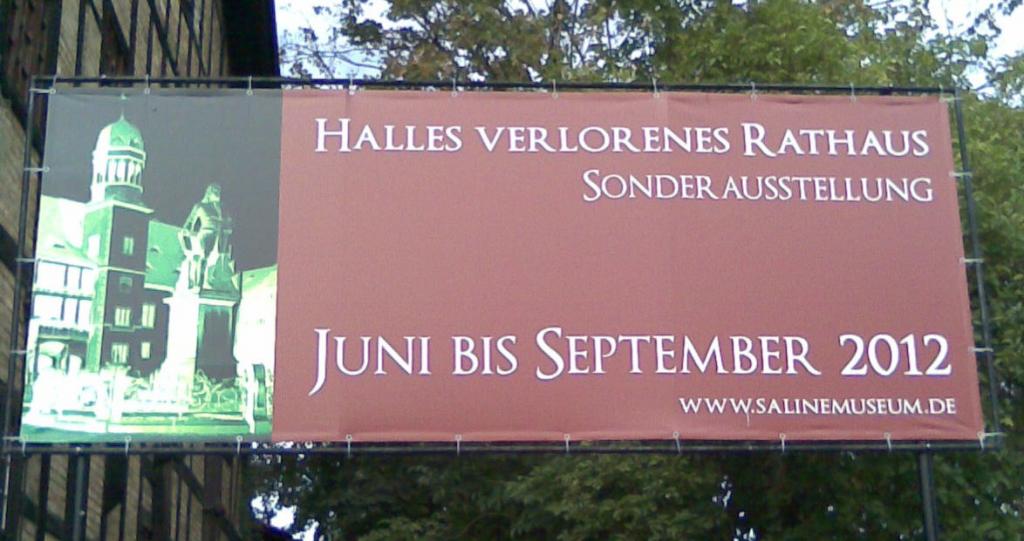 HALLES VERLORENES RATHAUS
SONDERAUSSTELLUNG
JUNI BIS SEPTEMBER 2012
WWW.SALINEMUSEUM.DE